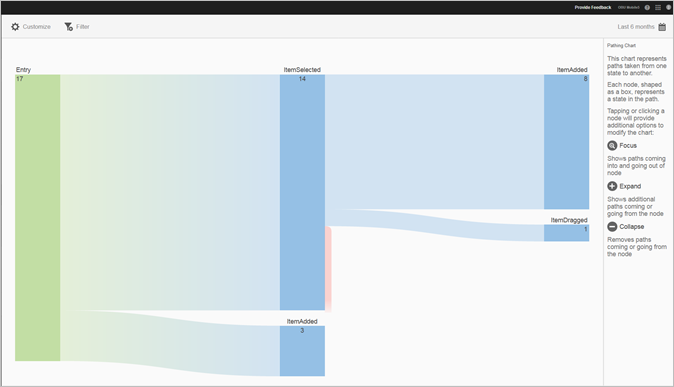 Provide Feedback
Customize
Filter
Last 6 months
Entry
17
ItemSelected
14
ItemAdded
8
ItemDragged
1
ItemAdded
3
Pathing Chart
This chart represents
paths taken from one
state to another.
Each node, shaped
as a box, represents
a state in the path.
Tapping or clicking a
node will provide
additional options to
modify the chart:
Focus
Shows paths coming
into and going out of
node
Expand
Shows additional
paths coming or
going from the node
Collapse
Removes paths
coming or going from
the node